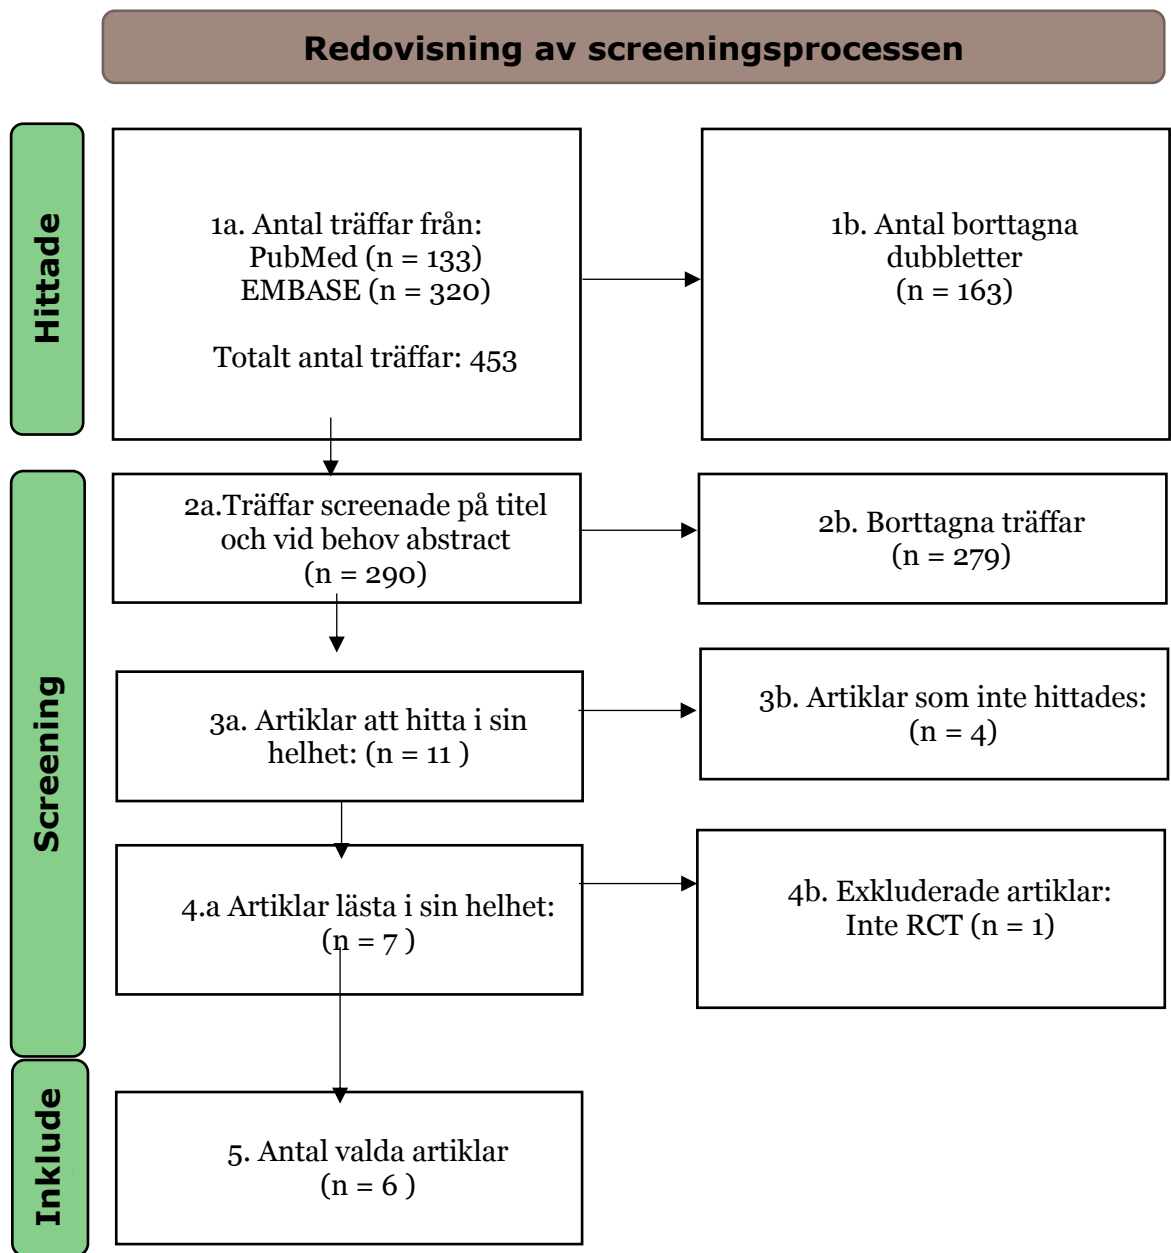 Redovisning av screeningsprocessen
Hittade
1a. Antal träffar från:
PubMed (n = 133)
EMBASE (n = 320)
Totalt antal träffar: 453
1b. Antal borttagna
dubbletter
(n = 163)
Screening
2a.Träffar screenade på titel
och vid behov abstract
(n = 290)
2b. Borttagna träffar
(n = 279)
3a. Artiklar att hitta i sin
helhet: (n = 11 )
3b. Artiklar som inte hittades:
(n = 4)
4.a Artiklar lästa i sin helhet:
(n = 7 )
4b. Exkluderade artiklar:
Inte RCT (n = 1)
Inklude
5. Antal valda artiklar
(n = 6 )